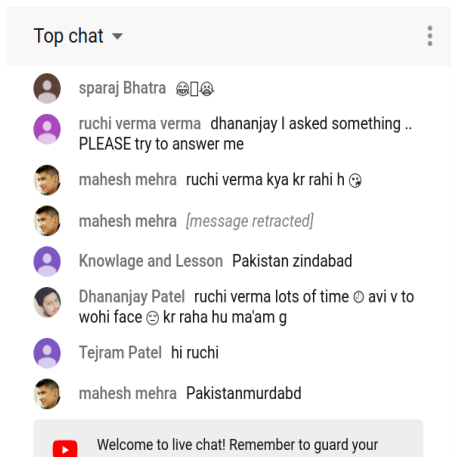 Top chat
sparaj Bhatra 😂▯😭
ruchi verma verma dhananjay I asked something ..
PLEASE try to answer me
mahesh mehra ruchi verma kya kr rahi h 😘
mahesh mehra [message retracted]
Knowlage and Lesson Pakistan zindabad
Dhananjay Patel ruchi verma lots of time ⏱ avi v to
wohi face 😔 kr raha hu ma'am g
Tejram Patel hi ruchi
mahesh mehra Pakistanmurdabd
Welcome to live chat! Remember to guard your